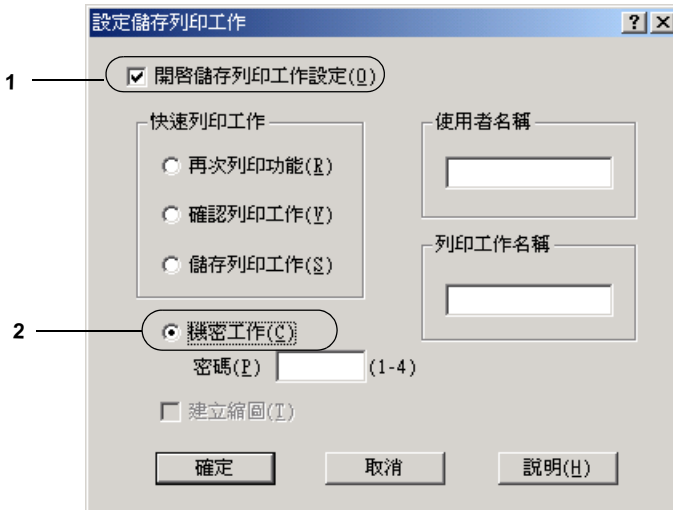 設定儲存列印工作
1
開啓儲存列印工作設定(O)
快速列印工作
再次列印功能(R)
確認列印工作(V)
儲存列印工作(S)
使用者名稱
列印工作名稱
2
機密工作(C)
密碼(P) (1-4)
建立縮圖(T)
確定 取消 説明(H)